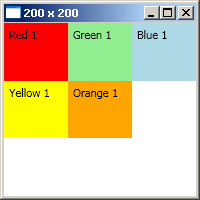 200 x 200
Red 1 Green 1 Blue 1
Yellow 1 Orange 1